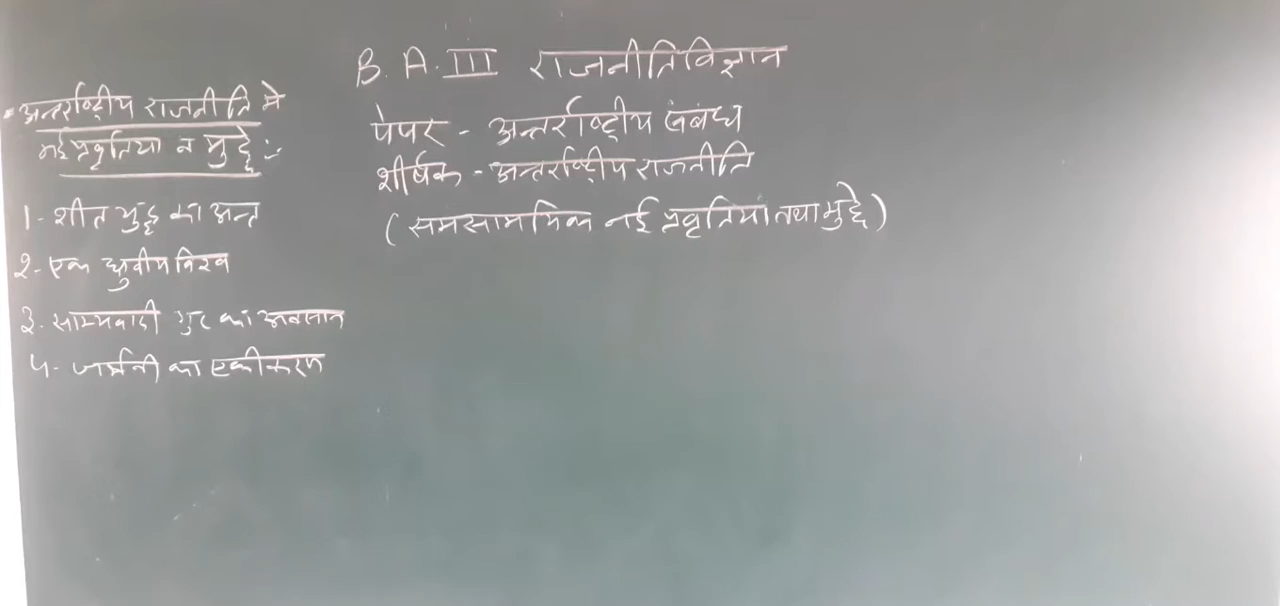 B. A. III राजनीति विज्ञान
पेपर - अन्तर्राष्ट्रीय संबंध
शीर्षक - अन्तर्राष्ट्रीय राजनीति
(समसामयिक नई प्रवृतियां तथा मुद्दे)
अन्तर्राष्ट्रीय राजनीति मे
नई प्रवृतिया व मुद्दे :-
1- शीत युद्ध का अन्त
2- एक ध्रुवीय विश्व
3. साम्यवादी गुट का अवसान
4- जर्मनी का एकीकरण